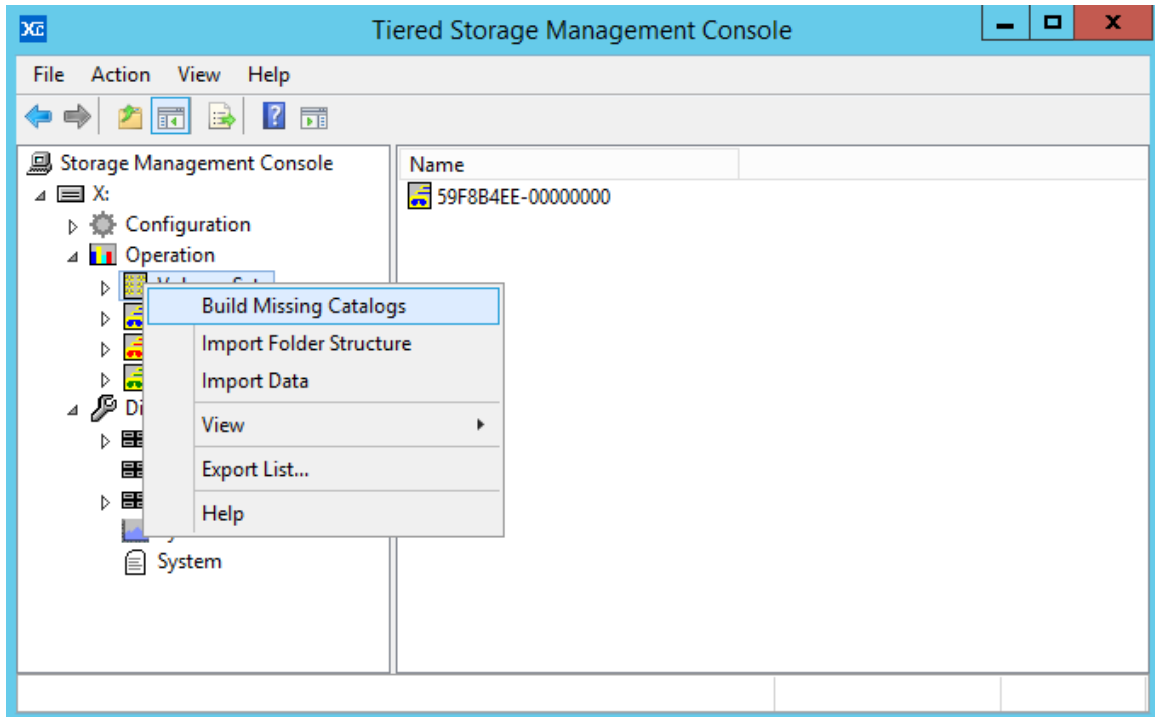 Tiered Storage Management Console
File Action View Help
Storage Management Console
Name
X:
59F8B4EE-00000000
Configuration
Operation
Build Missing Catalogs
Import Folder Structure
Import Data
Di
View
Export List...
Help
System